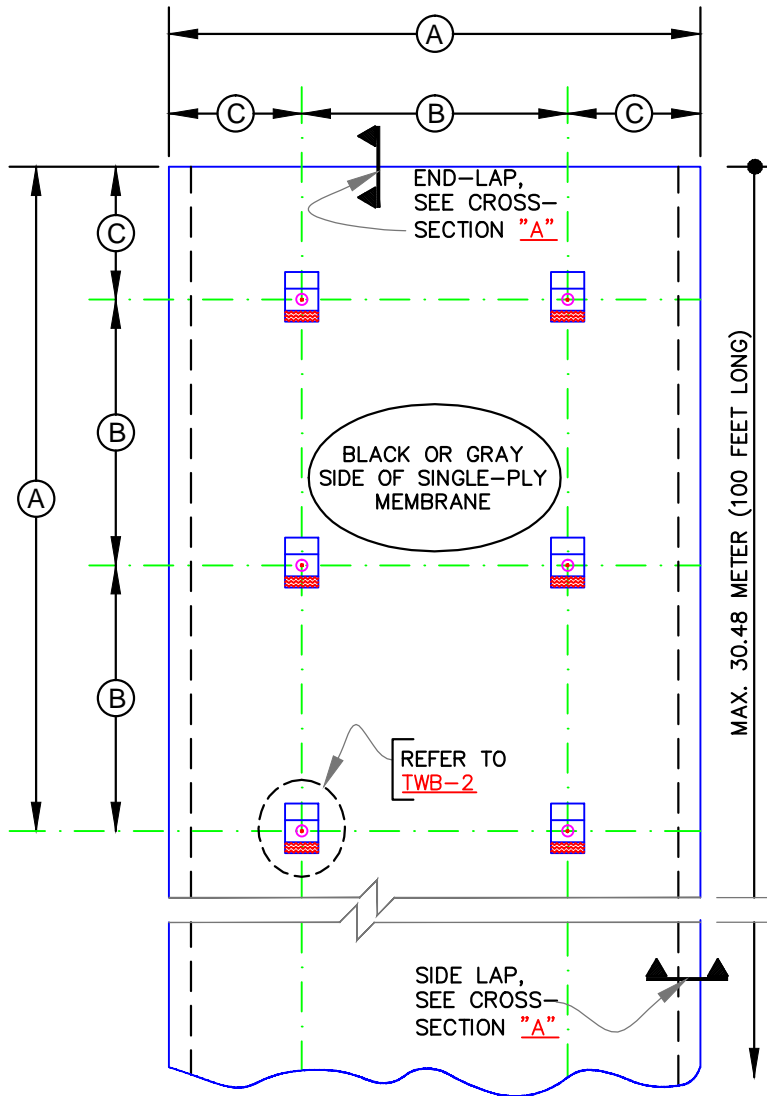 A
C B C
END-LAP,
SEE CROSS-
SECTION "A"
C
BLACK OR GRAY
SIDE OF SINGLE-PLY
MEMBRANE
B
A
MAX. 30.48 METER (100 FEET LONG)
B
REFER TO
TWB-2
SIDE LAP,
SEE CROSS-
SECTION "A"